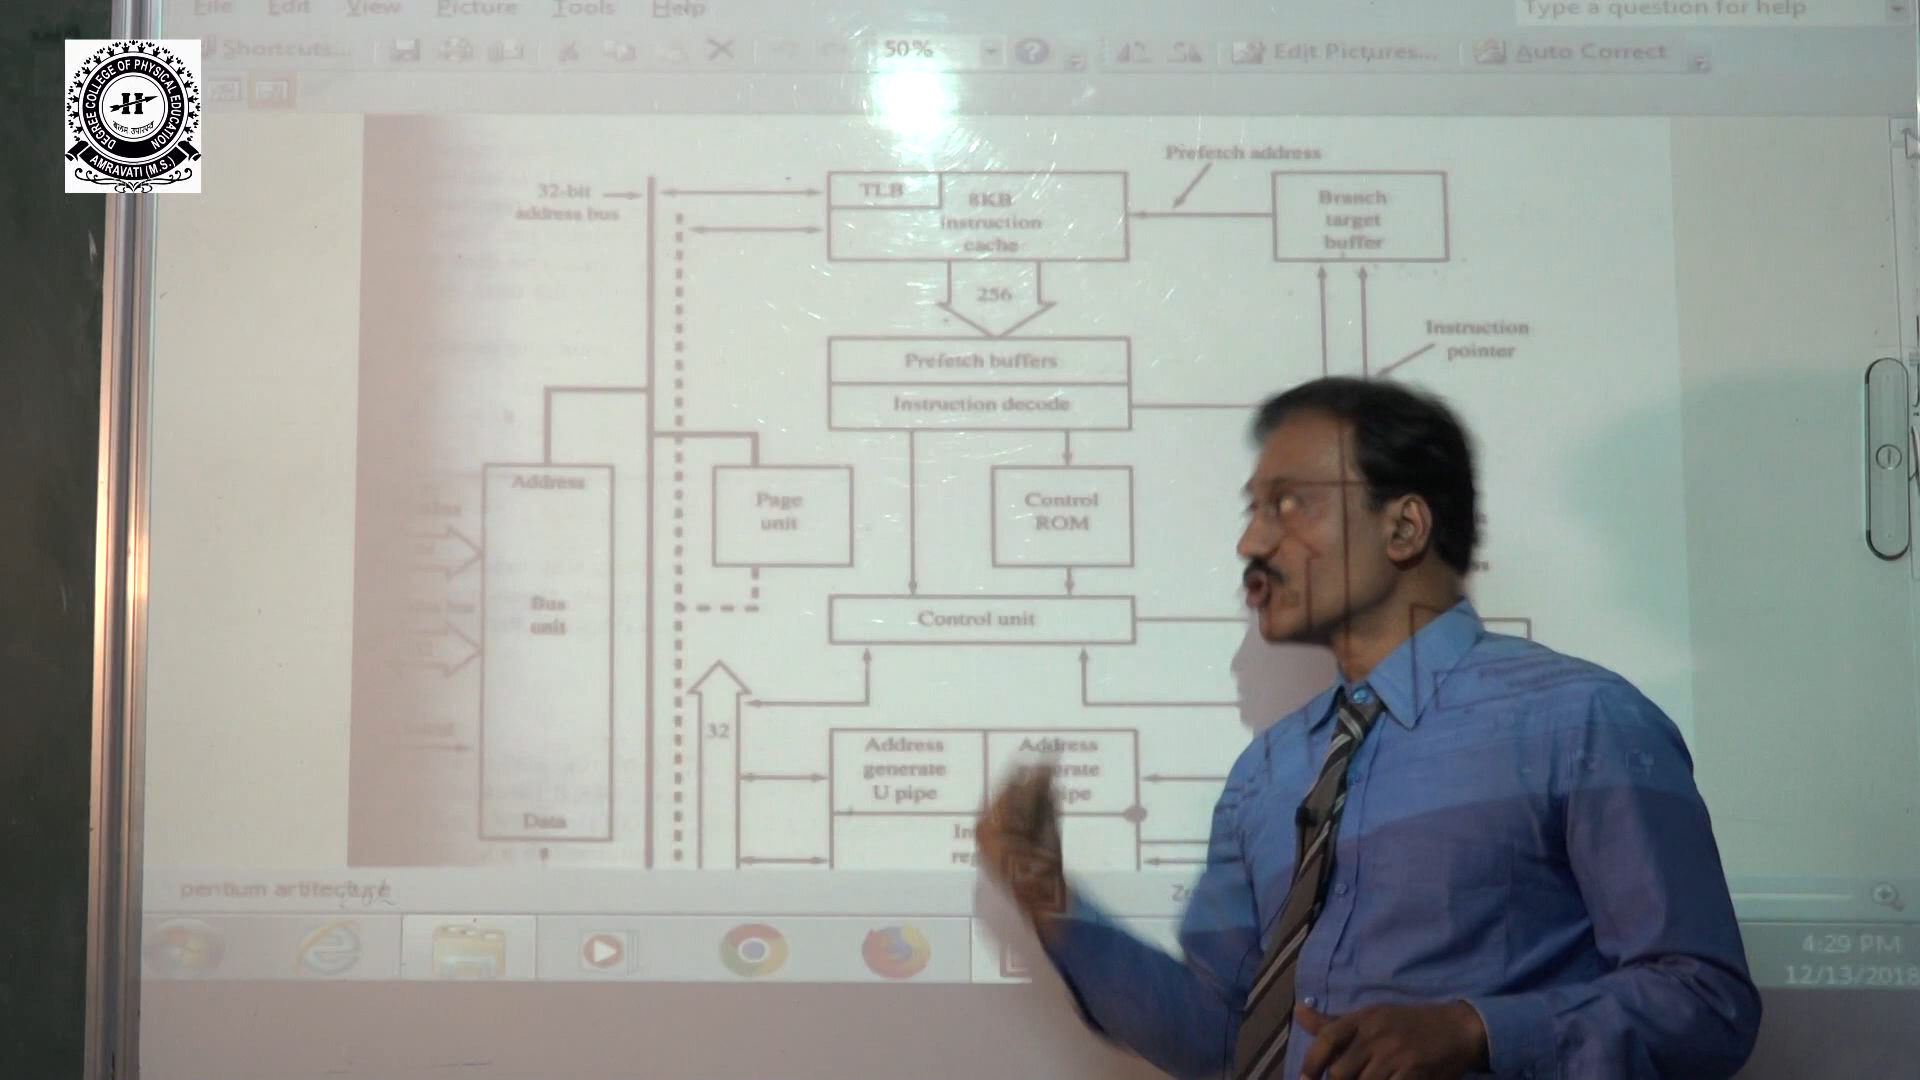 File Edit View Picture Tools Help
Type a question for help
Shortcuts...
50%
Edit Pictures...
Auto Correct
DEGREE COLLEGE OF PHYSICAL EDUCATION
H
AMRAVATI (M.S.)
Prefetch address
32-bit
address bus
TLB
8KB
instruction
cache
Branch
target
buffer
256
Instruction
pointer
Prefetch buffers
Instruction decode
Address
Page
unit
Control
ROM
Bus
unit
Control unit
32
Address
generate
U pipe
Address
Data
4:29 PM
12/13/2018